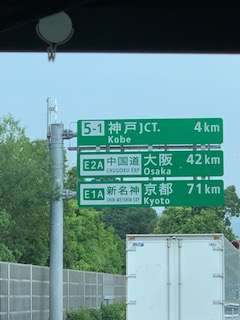 5-1 神戸JCT. 4km
Kobe
E2A 中国道 大阪 42km
CHUGOKU EXP Osaka
E1A 新名神 京都 71km
SHIN-MEISHIN EXP Kyoto